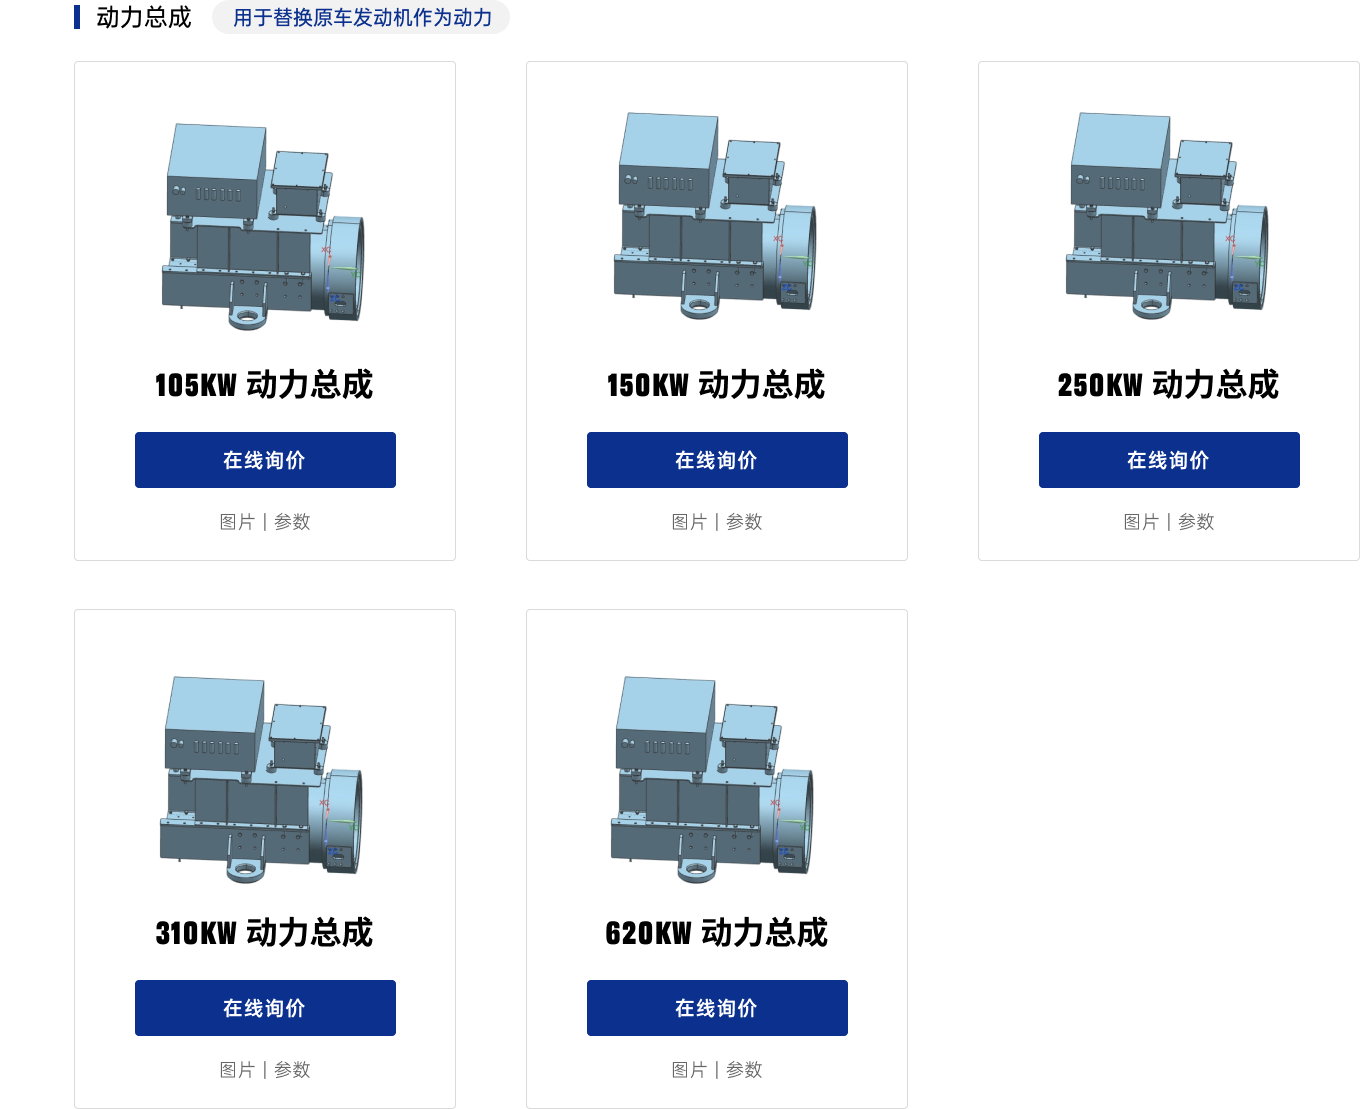 动力总成 用于替换原车发动机作为动力
105KW 动力总成
在线询价
图片 | 参数
150KW 动力总成
在线询价
图片 | 参数
250KW 动力总成
在线询价
图片 | 参数
310KW 动力总成
在线询价
图片 | 参数
620KW 动力总成
在线询价
图片 | 参数